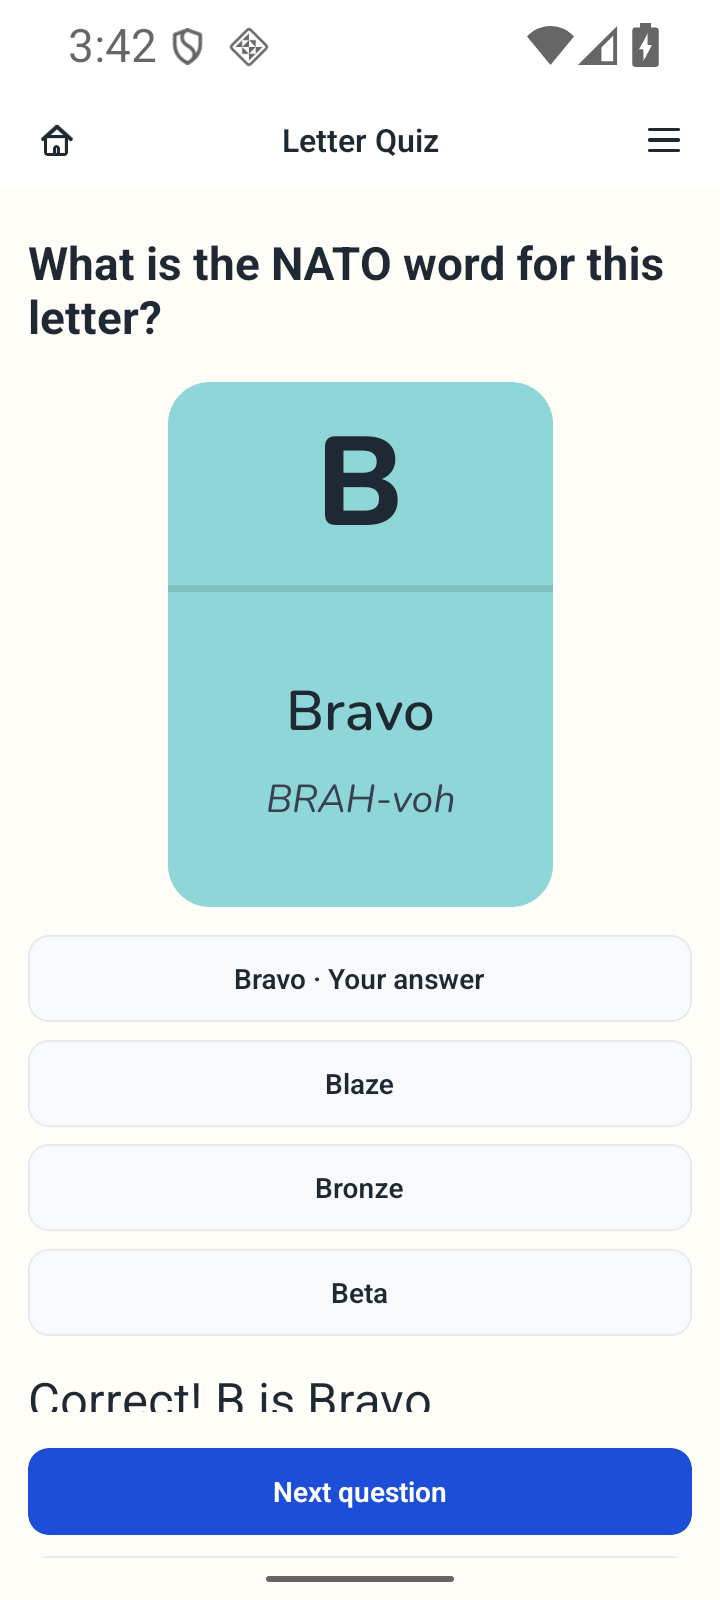 3:42
Letter Quiz
What is the NATO word for this
letter?
B
Bravo
BRAH-voh
Bravo · Your answer
Blaze
Bronze
Beta
Correct! B is Bravo
Next question